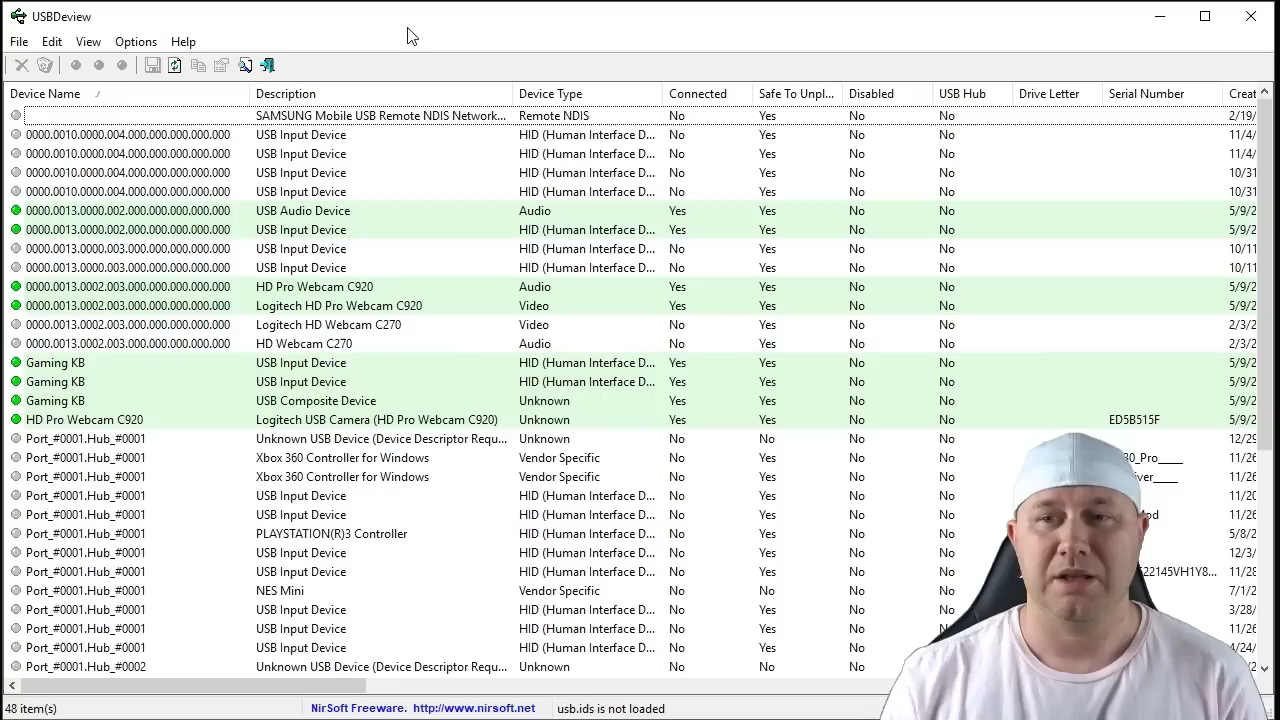 USBDeview
File Edit View Options Help
Device Name Description Device Type Connected Safe To Unpl... Disabled USB Hub Drive Letter Serial Number Creat
SAMSUNG Mobile USB Remote NDIS Network... Remote NDIS No Yes No No 2/19/
0000.0010.0000.004.000.000.000.000.000 USB Input Device HID (Human Interface D... No Yes No No 11/4/
0000.0010.0000.004.000.000.000.000.000 USB Input Device HID (Human Interface D... No Yes No No 11/4/
0000.0010.0000.004.000.000.000.000.000 USB Input Device HID (Human Interface D... No Yes No No 10/31
0000.0010.0000.004.000.000.000.000.000 USB Input Device HID (Human Interface D... No Yes No No 10/31
0000.0013.0000.002.000.000.000.000.000 USB Audio Device Audio Yes Yes No No 5/9/2
0000.0013.0000.002.000.000.000.000.000 USB Input Device HID (Human Interface D... Yes Yes No No 5/9/2
0000.0013.0000.003.000.000.000.000.000 USB Input Device HID (Human Interface D... No Yes No No 10/11
0000.0013.0000.003.000.000.000.000.000 USB Input Device HID (Human Interface D... No Yes No No 10/11
0000.0013.0002.003.000.000.000.000.000 HD Pro Webcam C920 Audio Yes Yes No No 5/9/2
0000.0013.0002.003.000.000.000.000.000 Logitech HD Pro Webcam C920 Video Yes Yes No No 5/9/2
0000.0013.0002.003.000.000.000.000.000 Logitech HD Webcam C270 Video No Yes No No 2/3/2
0000.0013.0002.003.000.000.000.000.000 HD Webcam C270 Audio No Yes No No 2/3/2
Gaming KB USB Input Device HID (Human Interface D... Yes Yes No No 5/9/2
Gaming KB USB Input Device HID (Human Interface D... Yes Yes No No 5/9/2
Gaming KB USB Composite Device Unknown Yes Yes No No 5/9/2
HD Pro Webcam C920 Logitech USB Camera (HD Pro Webcam C920) Unknown Yes Yes No No ED5B515F 5/9/2
Port_#0001.Hub_#0001 Unknown USB Device (Device Descriptor Requ... Unknown No No No No 12/29
Port_#0001.Hub_#0001 Xbox 360 Controller for Windows Vendor Specific No Yes No No 30_Pro____ 11/26
Port_#0001.Hub_#0001 Xbox 360 Controller for Windows Vendor Specific No Yes No No iver____ 11/26
Port_#0001.Hub_#0001 USB Input Device HID (Human Interface D... No Yes No No 11/20
Port_#0001.Hub_#0001 USB Input Device HID (Human Interface D... No Yes No No Mod 11/26
Port_#0001.Hub_#0001 PLAYSTATION(R)3 Controller HID (Human Interface D... No Yes No No 5/8/2
Port_#0001.Hub_#0001 USB Input Device HID (Human Interface D... No Yes No No 12/3/
Port_#0001.Hub_#0001 USB Input Device HID (Human Interface D... No Yes No No 22145VH1Y8... 11/28
Port_#0001.Hub_#0001 NES Mini Vendor Specific No No No No 7/1/2
Port_#0001.Hub_#0001 USB Input Device HID (Human Interface D... No Yes No 3/28/
Port_#0001.Hub_#0001 USB Input Device HID (Human Interface D... No Yes No 11/26
Port_#0001.Hub_#0001 USB Input Device HID (Human Interface D... No Yes No 4/24/
Port_#0002 Unknown USB Device (Device Descriptor Requ... Unknown No No No
48 item(s) NirSoft Freeware. http://www.nirsoft.net usb.ids is not loaded